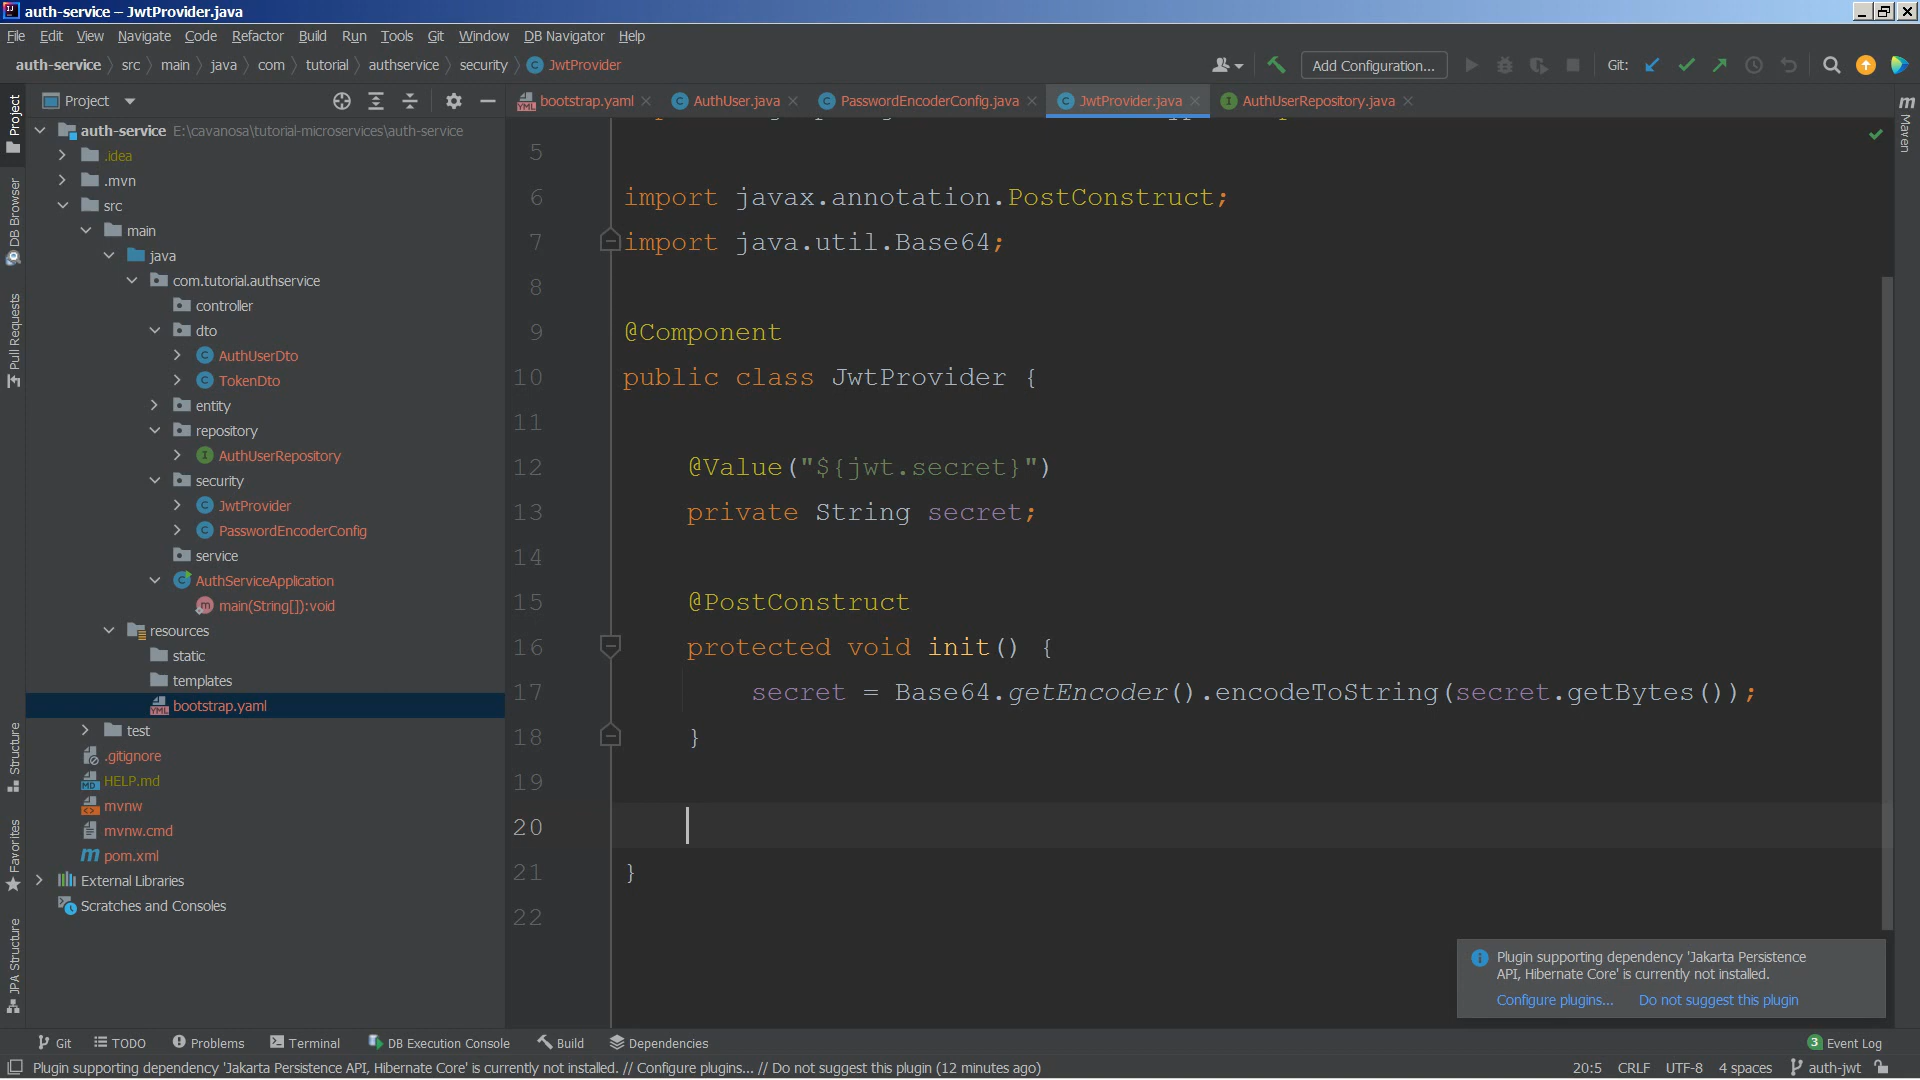 auth-service – JwtProvider.java
File Edit View Navigate Code Refactor Build Run Tools Git Window DB Navigator Help
auth-service src main java com tutorial authservice security JwtProvider
Add Configuration...
Git:
Project
bootstrap.yaml
AuthUser.java
PasswordEncoderConfig.java
JwtProvider.java
AuthUserRepository.java
Project
DB Browser
Pull Requests
Structure
Favorites
JPA Structure
Maven
auth-service E:\cavanosa\tutorial-microservices\auth-service
.idea
.mvn
src
main
java
com.tutorial.authservice
controller
dto
AuthUserDto
TokenDto
entity
repository
AuthUserRepository
security
JwtProvider
PasswordEncoderConfig
service
AuthServiceApplication
main(String[]):void
resources
static
templates
bootstrap.yaml
test
.gitignore
HELP.md
mvnw
mvnw.cmd
pom.xml
External Libraries
Scratches and Consoles
5
6 import javax.annotation.PostConstruct;
7 import java.util.Base64;
8
9 @Component
10 public class JwtProvider {
11
12 @Value("${jwt.secret}")
13 private String secret;
14
15 @PostConstruct
16 protected void init() {
17 secret = Base64.getEncoder().encodeToString(secret.getBytes());
18 }
19
20
21 }
22
Plugin supporting dependency 'Jakarta Persistence
API, Hibernate Core' is currently not installed.
Configure plugins... Do not suggest this plugin
Git TODO Problems Terminal DB Execution Console Build Dependencies
3 Event Log
Plugin supporting dependency 'Jakarta Persistence API, Hibernate Core' is currently not installed. // Configure plugins... // Do not suggest this plugin (12 minutes ago)
20:5 CRLF UTF-8 4 spaces auth-jwt